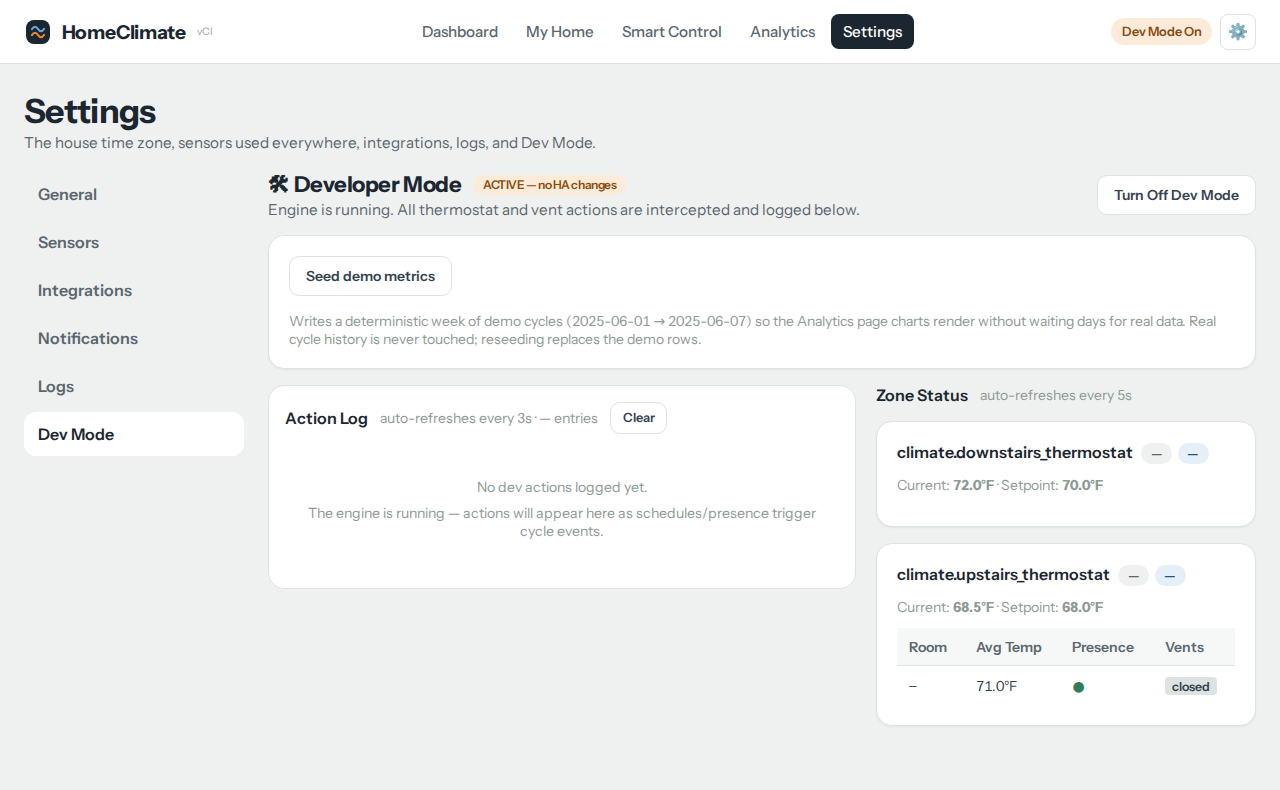 HomeClimate vCI
Dashboard My Home Smart Control Analytics Settings
Dev Mode On
Settings
The house time zone, sensors used everywhere, integrations, logs, and Dev Mode.
General
Sensors
Integrations
Notifications
Logs
Dev Mode
🛠 Developer Mode ACTIVE — no HA changes
Engine is running. All thermostat and vent actions are intercepted and logged below.
Turn Off Dev Mode
Seed demo metrics
Writes a deterministic week of demo cycles (2025-06-01 → 2025-06-07) so the Analytics page charts render without waiting days for real data. Real
cycle history is never touched; reseeding replaces the demo rows.
Action Log auto-refreshes every 3s · — entries Clear
No dev actions logged yet.
The engine is running — actions will appear here as schedules/presence trigger
cycle events.
Zone Status auto-refreshes every 5s
climate.downstairs_thermostat — —
Current: 72.0°F · Setpoint: 70.0°F
climate.upstairs_thermostat — —
Current: 68.5°F · Setpoint: 68.0°F
Room Avg Temp Presence Vents
– 71.0°F ● closed